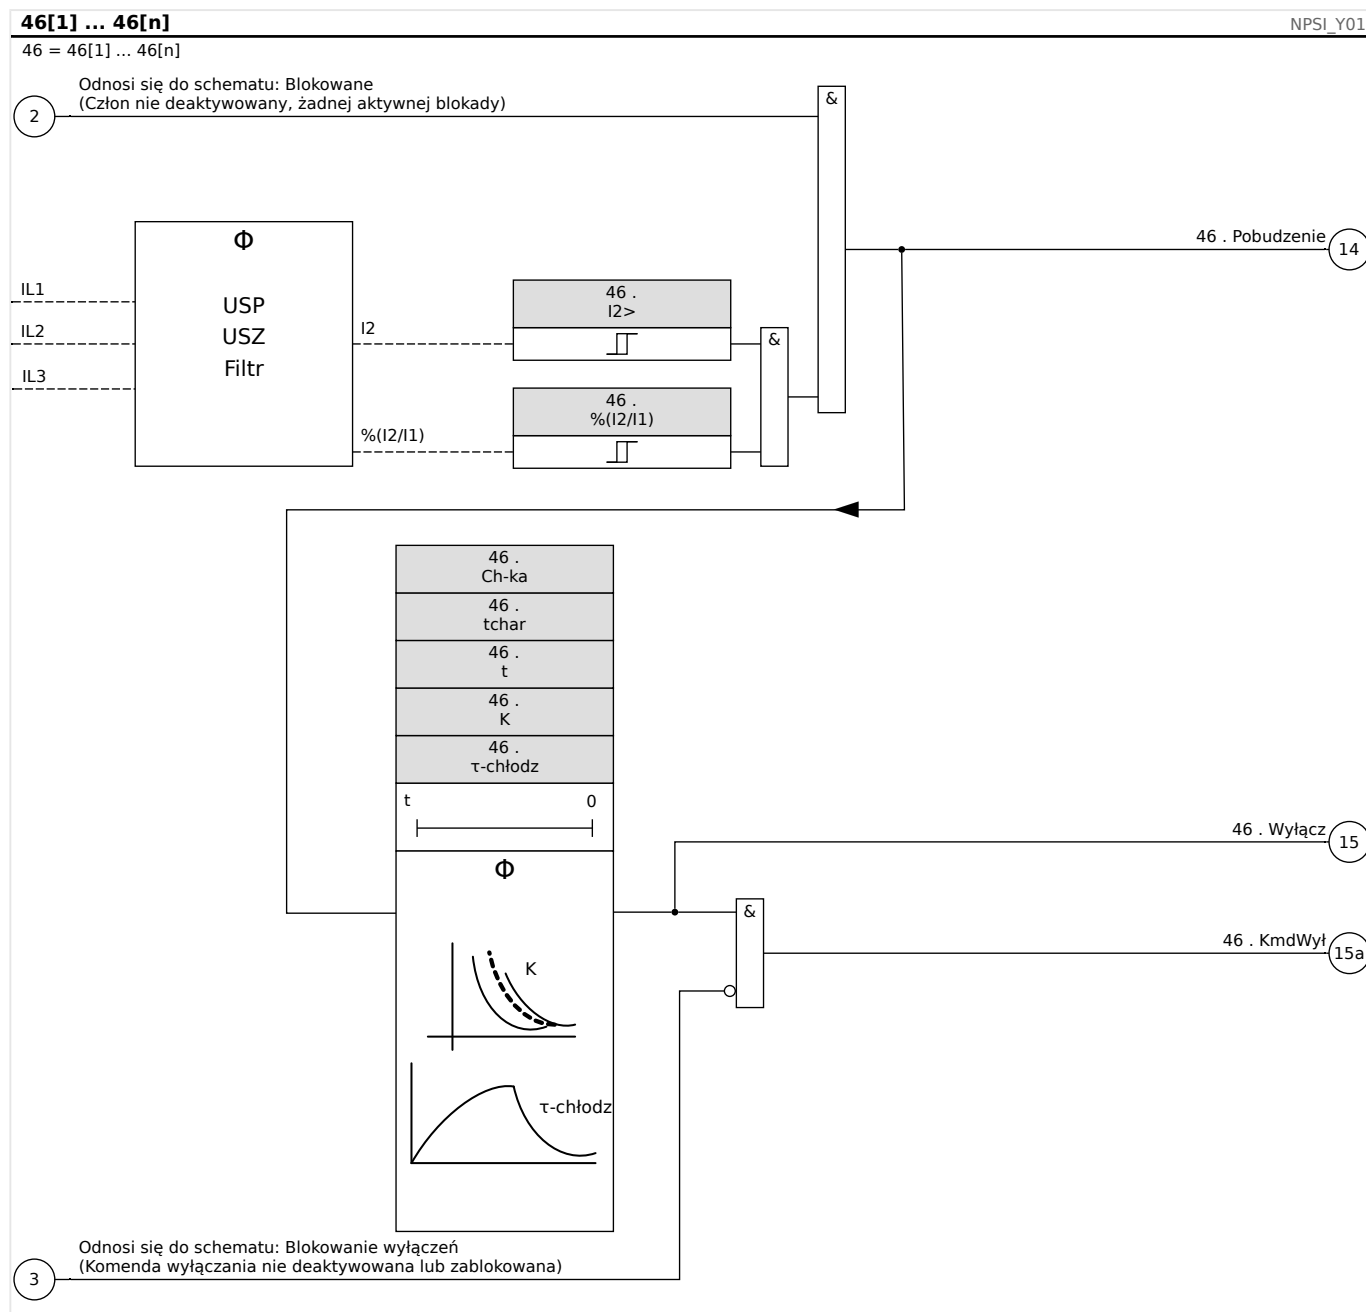 46[1] ... 46[n]
NPSI_Y01
46 = 46[1] ... 46[n]
Odnosi się do schematu: Blokowane
(Człon nie deaktywowany, żadnej aktywnej blokady)
2
&
Φ
USP
USZ
Filtr
IL1
IL2
IL3
I2
%(I2/I1)
46 .
I2>
46 .
%(I2/I1)
&
46 . Pobudzenie
14
46 .
Ch-ka
46 .
tchar
46 .
t
46 .
K
46 .
τ-chłodz
t
0
Φ
K
τ-chłodz
46 . Wyłącz
15
&
46 . KmdWył
15a
Odnosi się do schematu: Blokowanie wyłączeń
(Komenda wyłączania nie deaktywowana lub zablokowana)
3